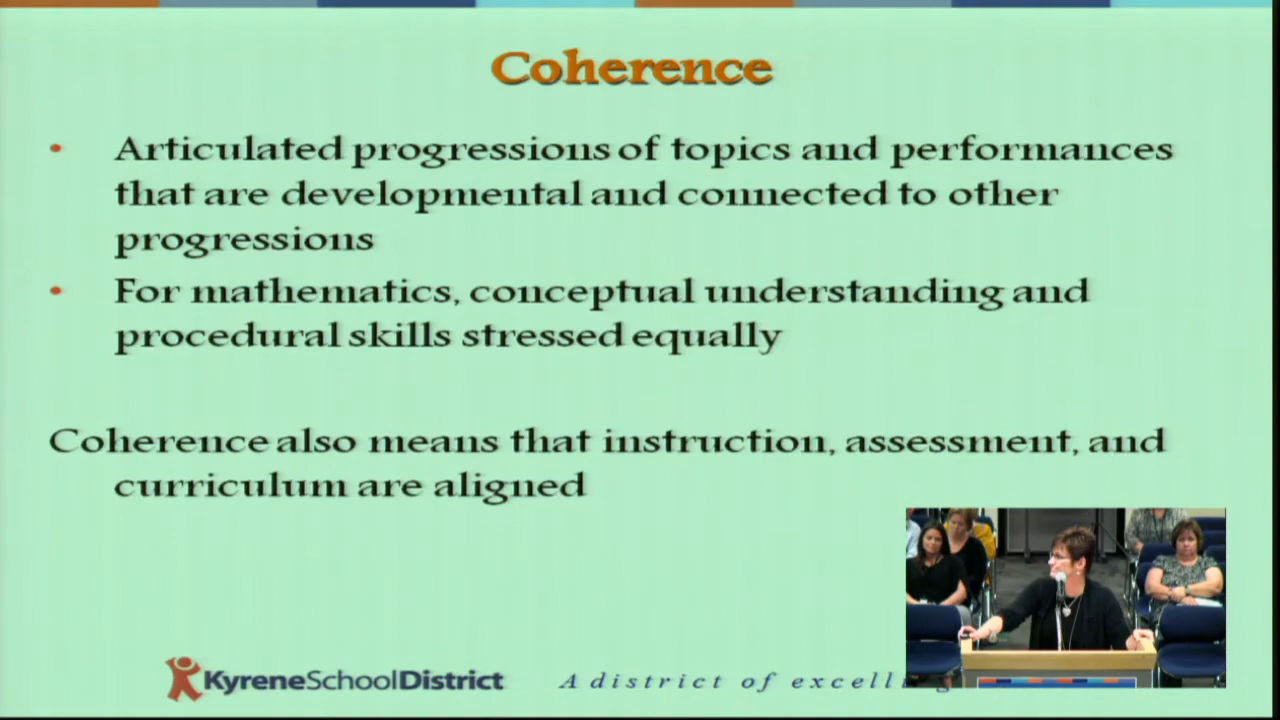 Coherence
• Articulated progressions of topics and performances
that are developmental and connected to other
progressions
• For mathematics, conceptual understanding and
procedural skills stressed equally
Coherence also means that instruction, assessment, and
curriculum are aligned
KyreneSchoolDistrict
A district of